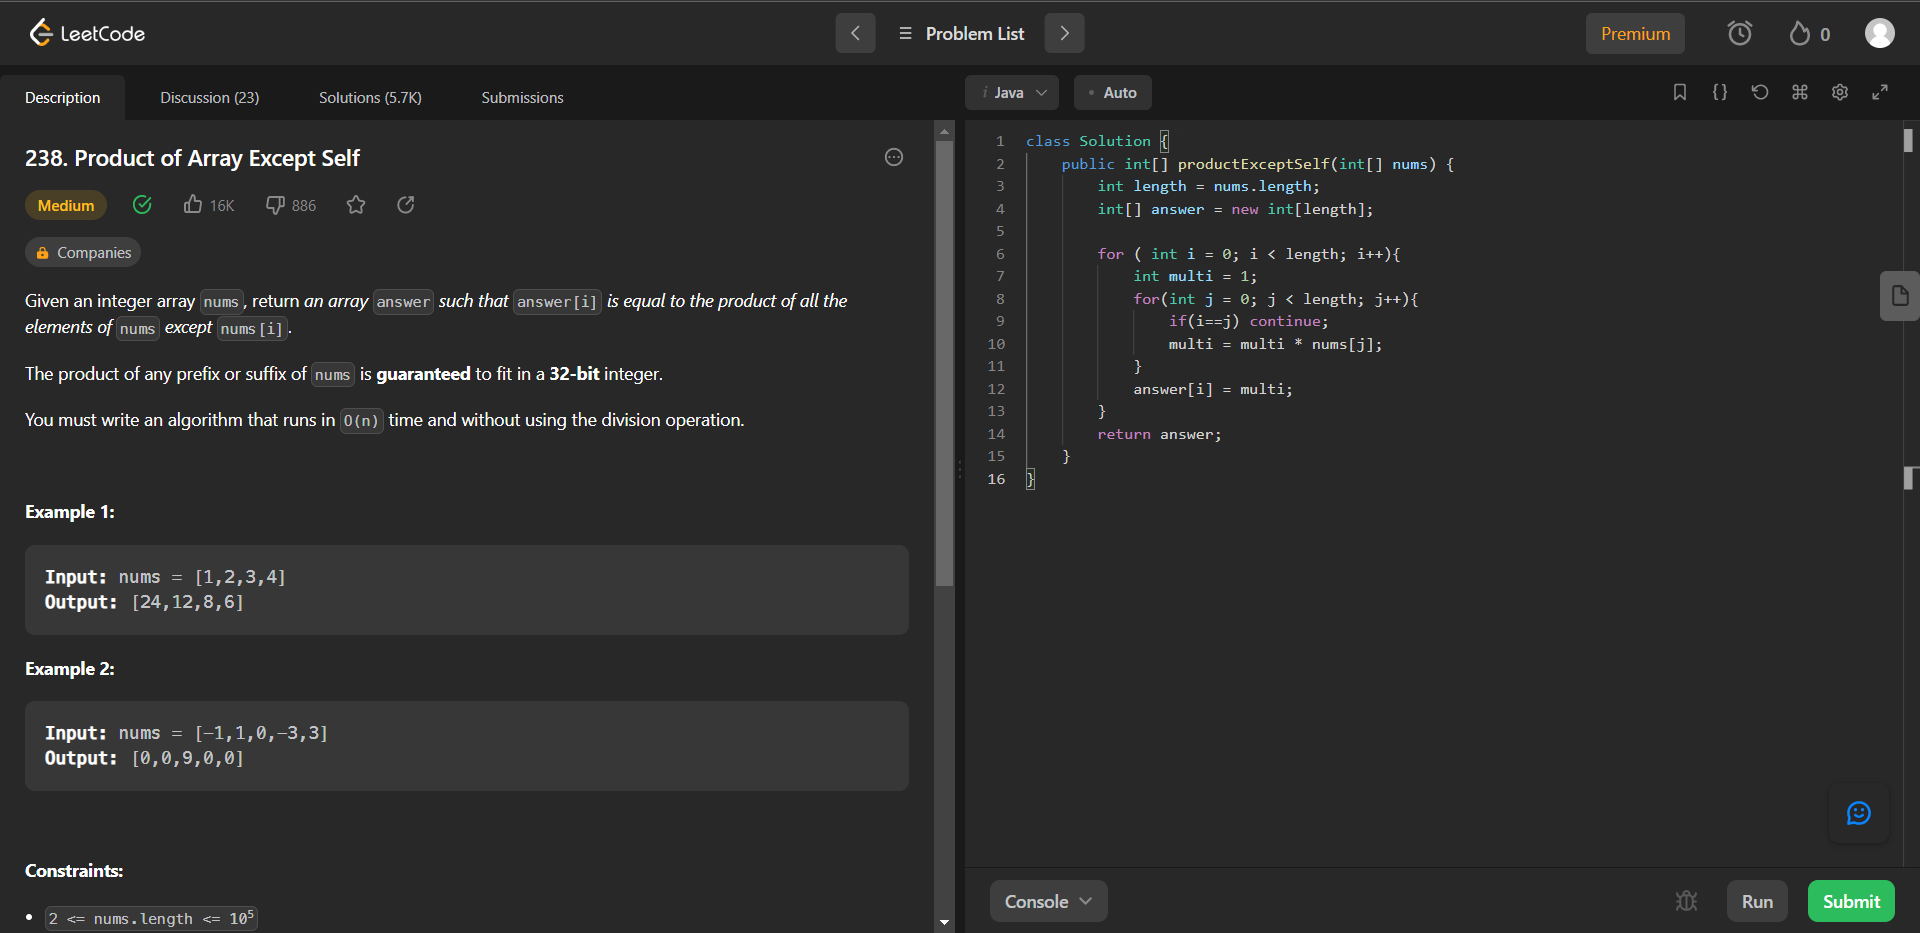 LeetCode
Problem List
Premium
0
Description
Discussion (23)
Solutions (5.7K)
Submissions
238. Product of Array Except Self
Medium
16K
886
Companies
Given an integer array nums, return an array answer such that answer[i] is equal to the product of all the
elements of nums except nums[i].
The product of any prefix or suffix of nums is guaranteed to fit in a 32-bit integer.
You must write an algorithm that runs in O(n) time and without using the division operation.
Example 1:
Input: nums = [1,2,3,4]
Output: [24,12,8,6]
Example 2:
Input: nums = [-1,1,0,-3,3]
Output: [0,0,9,0,0]
Constraints:
• 2 <= nums.length <= 10⁵
i Java
• Auto
1 class Solution {
2     public int[] productExceptSelf(int[] nums) {
3         int length = nums.length;
4         int[] answer = new int[length];
5
6         for ( int i = 0; i < length; i++){
7             int multi = 1;
8             for(int j = 0; j < length; j++){
9                 if(i==j) continue;
10                 multi = multi * nums[j];
11             }
12             answer[i] = multi;
13         }
14         return answer;
15     }
16 }
Console
Run
Submit